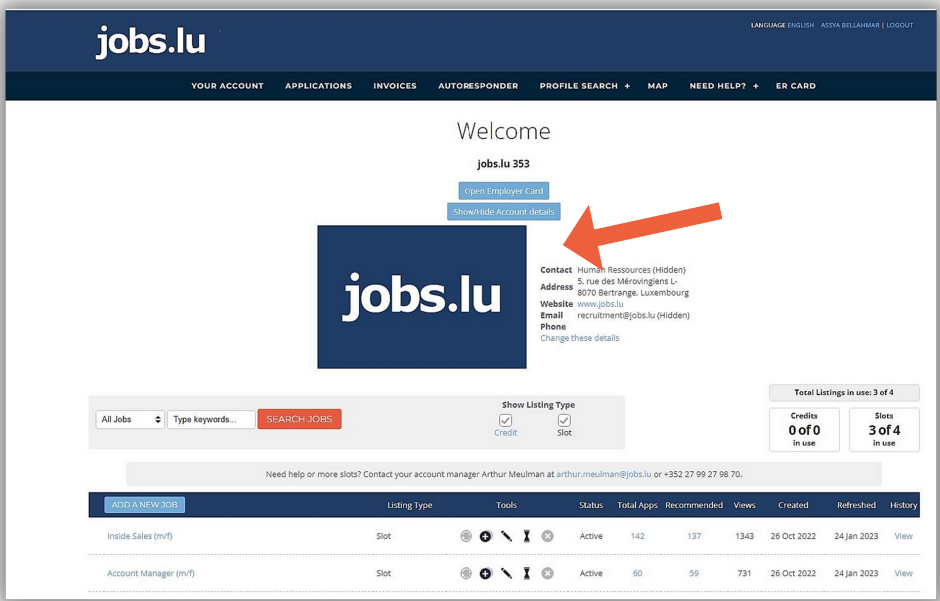 LANGUAGE ENGLISH ASSYA BELLAHMAR | LOGOUT
jobs.lu
YOUR ACCOUNT APPLICATIONS INVOICES AUTORESPONDER PROFILE SEARCH + MAP NEED HELP? + ER CARD
Welcome
jobs.lu 353
Open Employer Card
Show/Hide Account details
jobs.lu
Contact Human Ressources (Hidden)
Address 5, rue des Mérovingiens L-
8070 Bertrange, Luxembourg
Website www.jobs.lu
Email recruitment@jobs.lu (Hidden)
Phone
Change these details
Total Listings in use: 3 of 4
All Jobs Type keywords... SEARCH JOBS
Show Listing Type
Credit Slot
Credits
0 of 0
in use
Slots
3 of 4
in use
Need help or more slots? Contact your account manager Arthur Meulman at arthur.meulman@jobs.lu or +352 27 99 27 98 70.
ADD A NEW JOB Listing Type Tools Status Total Apps Recommended Views Created Refreshed History
Inside Sales (m/f) Slot Active 142 137 1343 26 Oct 2022 24 Jan 2023 View
Account Manager (m/f) Slot Active 60 59 731 26 Oct 2022 24 Jan 2023 View